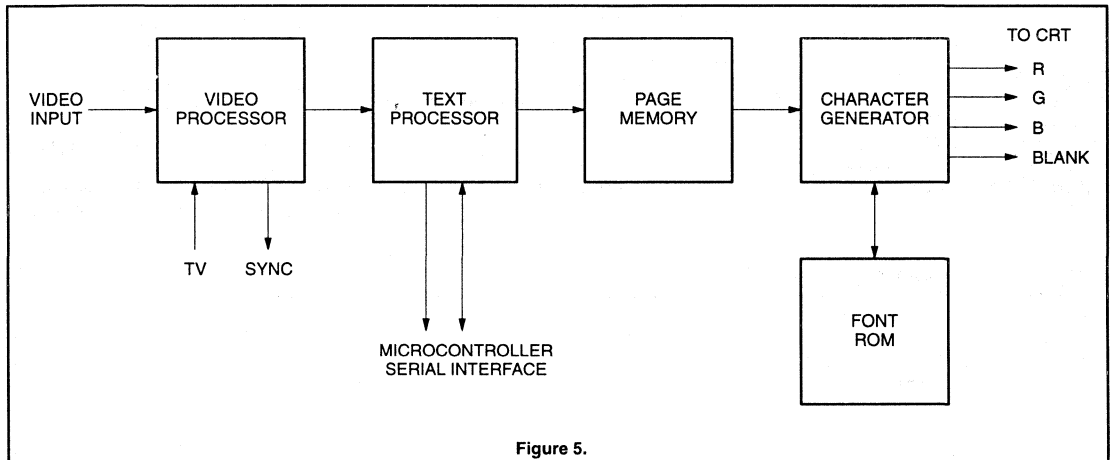 TO CRT
R
G
B
BLANK
VIDEO
INPUT
VIDEO
PROCESSOR
TEXT
PROCESSOR
PAGE
MEMORY
CHARACTER
GENERATOR
TV
SYNC
MICROCONTROLLER
SERIAL INTERFACE
FONT
ROM
Figure 5.